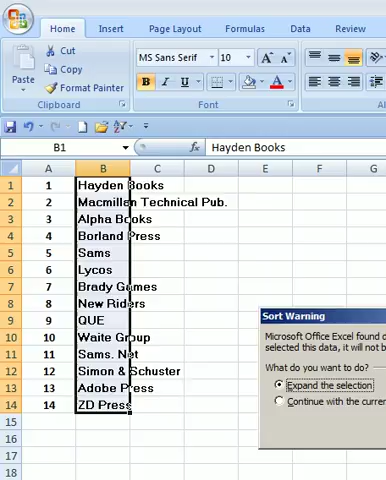 Home Insert Page Layout Formulas Data Review
Cut
Copy
Format Painter
Paste
Clipboard
MS Sans Serif 10 A A
B I U A
Font
B1 fx Hayden Books
A B C D E F G
1 1 Hayden Books
2 2 Macmillan Technical Pub.
3 3 Alpha Books
4 4 Borland Press
5 5 Sams
6 6 Lycos
7 7 Brady Games
8 8 New Riders
9 9 QUE
10 10 Waite Group
11 11 Sams. Net
12 12 Simon & Schuster
13 13 Adobe Press
14 14 ZD Press
15
16
17
18
Sort Warning
Microsoft Office Excel found
selected this data, it will not b
What do you want to do?
Expand the selection
Continue with the curren